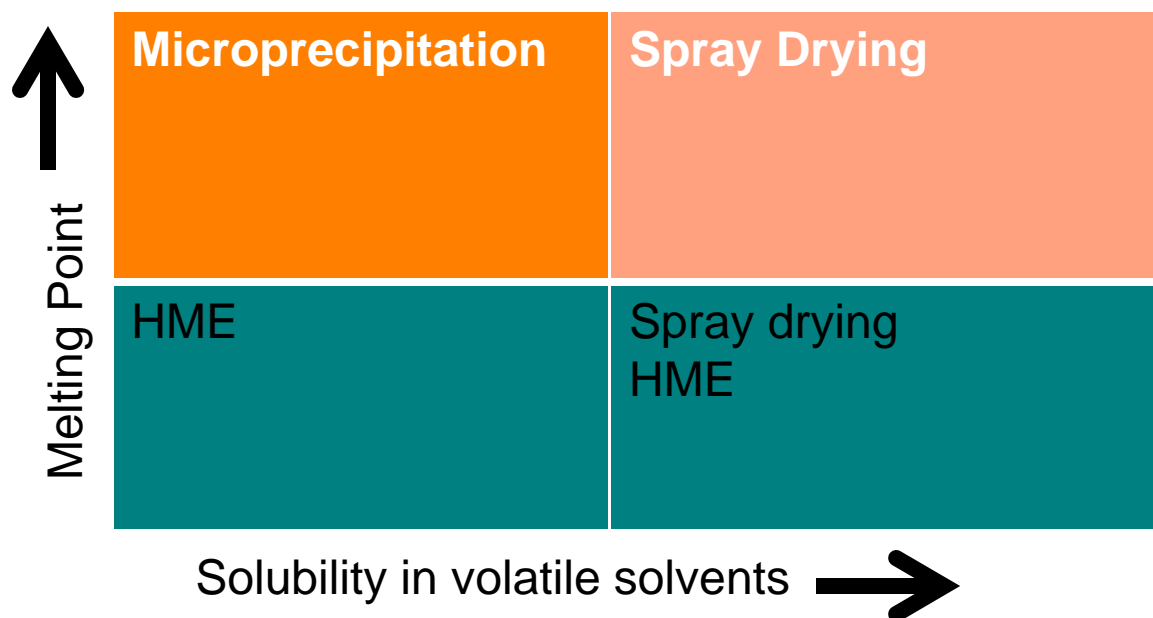 Microprecipitation
Spray Drying
Melting Point
HME
Spray drying
HME
Solubility in volatile solvents